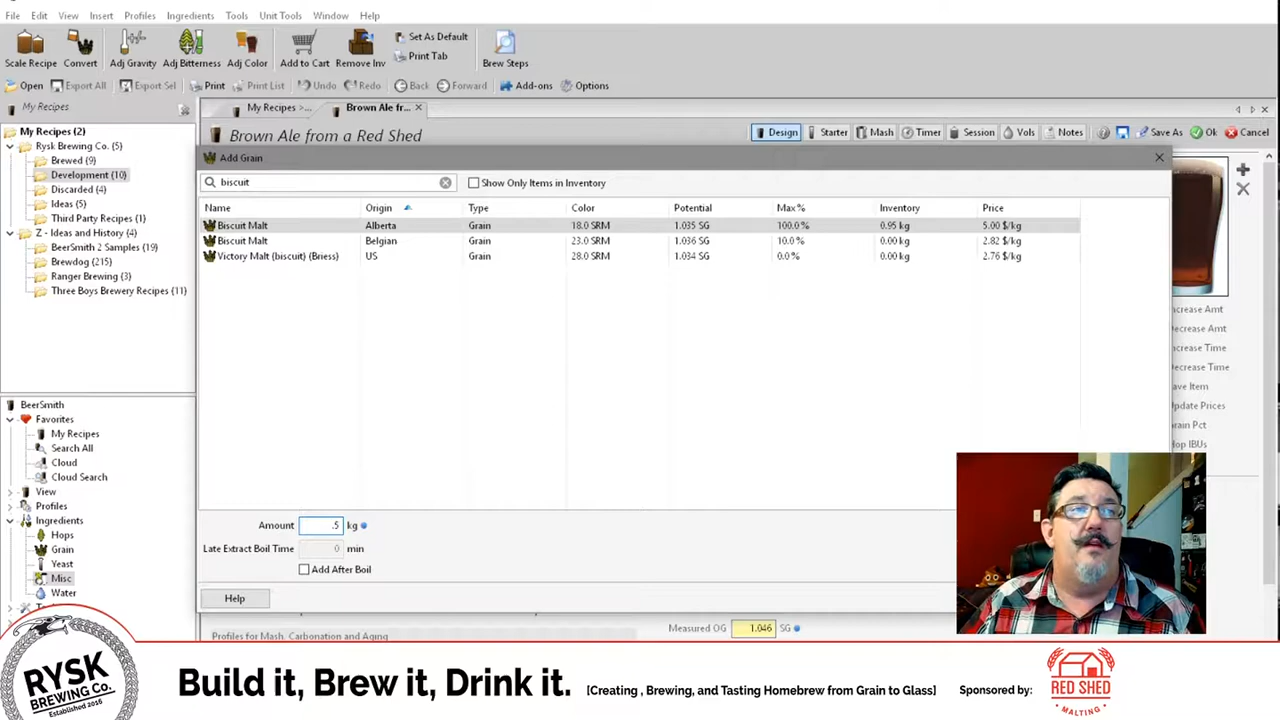 File Edit View Insert Profiles Ingredients Tools Unit Tools Window Help
Scale Recipe Convert Adj Gravity Adj Bitterness Adj Color Add to Cart Remove Inv Set As Default Print Tab Brew Steps
Open Export All Export Sel Print Print List Undo Redo Back Forward Add-ons Options
My Recipes
My Recipes >... Brown Ale fr...
My Recipes (2)
Rysk Brewing Co. (5)
Brewed (9)
Development (10)
Discarded (4)
Ideas (5)
Third Party Recipes (1)
Z - Ideas and History (4)
BeerSmith 2 Samples (19)
Brewdog (215)
Ranger Brewing (3)
Three Boys Brewery Recipes (11)
Brown Ale from a Red Shed
Design Starter Mash Timer Session Vols Notes Save As Ok Cancel
Add Grain
biscuit
Show Only Items in Inventory
Name Origin Type Color Potential Max% Inventory Price
Biscuit Malt Alberta Grain 18.0 SRM 1.035 SG 100.0 % 0.95 kg 5.00 $/kg
Biscuit Malt Belgian Grain 23.0 SRM 1.036 SG 10.0 % 0.00 kg 2.82 $/kg
Victory Malt (biscuit) (Briess) US Grain 28.0 SRM 1.034 SG 0.0 % 0.00 kg 2.76 $/kg
ncrease Amt
ecrease Amt
crease Time
ecrease Time
ave Item
Update Prices
rain Pct
Hop IBUs
BeerSmith
Favorites
My Recipes
Search All
Cloud
Cloud Search
View
Profiles
Ingredients
Hops
Grain
Yeast
Misc
Water
Amount .5 kg
Late Extract Boil Time 0 min
Add After Boil
Help
Profiles for Mash, Carbonation and Aging
Measured OG 1.046 SG
RYSK
BREWING CO.
Established 2016
Build it, Brew it, Drink it.
[Creating , Brewing, and Tasting Homebrew from Grain to Glass]
Sponsored by:
RED SHED
MALTING